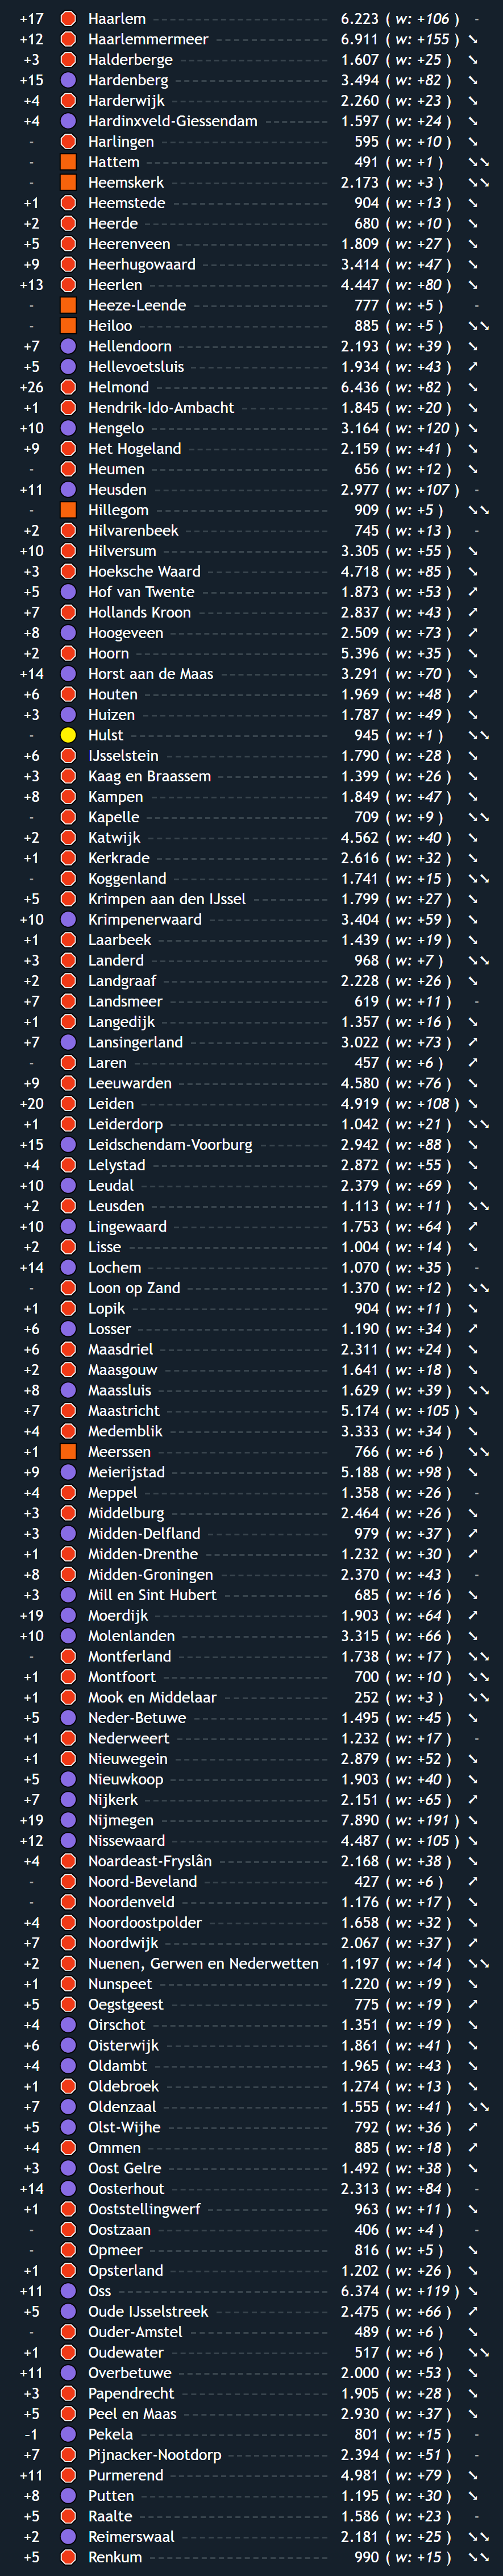 +17 Haarlem 6.223 ( w: +106 ) -
+12 Haarlemmermeer 6.911 ( w: +155 ) ↘
+3 Halderberge 1.607 ( w: +25 ) ↘
+15 Hardenberg 3.494 ( w: +82 ) ↘
+4 Harderwijk 2.260 ( w: +23 ) ↘
+4 Hardinxveld-Giessendam 1.597 ( w: +24 ) ↘
- Harlingen 595 ( w: +10 ) ↘
- Hattem 491 ( w: +1 ) ↘↘
- Heemskerk 2.173 ( w: +3 ) ↘↘
+1 Heemstede 904 ( w: +13 ) ↘
+2 Heerde 680 ( w: +10 ) ↘
+5 Heerenveen 1.809 ( w: +27 ) ↘
+9 Heerhugowaard 3.414 ( w: +47 ) ↘
+13 Heerlen 4.447 ( w: +80 ) ↘
- Heeze-Leende 777 ( w: +5 ) -
- Heiloo 885 ( w: +5 ) ↘↘
+7 Hellendoorn 2.193 ( w: +39 ) ↘
+5 Hellevoetsluis 1.934 ( w: +43 ) ↗
+26 Helmond 6.436 ( w: +82 ) ↘
+1 Hendrik-Ido-Ambacht 1.845 ( w: +20 ) ↘
+10 Hengelo 3.164 ( w: +120 ) ↘
+9 Het Hogeland 2.159 ( w: +41 ) ↘
- Heumen 656 ( w: +12 ) ↘
+11 Heusden 2.977 ( w: +107 ) -
- Hillegom 909 ( w: +5 ) ↘↘
+2 Hilvarenbeek 745 ( w: +13 ) -
+10 Hilversum 3.305 ( w: +55 ) ↘
+3 Hoeksche Waard 4.718 ( w: +85 ) ↘
+5 Hof van Twente 1.873 ( w: +53 ) ↗
+7 Hollands Kroon 2.837 ( w: +43 ) ↗
+8 Hoogeveen 2.509 ( w: +73 ) ↗
+2 Hoorn 5.396 ( w: +35 ) ↘
+14 Horst aan de Maas 3.291 ( w: +70 ) ↘
+6 Houten 1.969 ( w: +48 ) ↗
+3 Huizen 1.787 ( w: +49 ) ↘
- Hulst 945 ( w: +1 ) ↘↘
+6 IJsselstein 1.790 ( w: +28 ) ↘
+3 Kaag en Braassem 1.399 ( w: +26 ) ↘
+8 Kampen 1.849 ( w: +47 ) ↘
- Kapelle 709 ( w: +9 ) ↘↘
+2 Katwijk 4.562 ( w: +40 ) ↘
+1 Kerkrade 2.616 ( w: +32 ) ↘
- Koggenland 1.741 ( w: +15 ) ↘↘
+5 Krimpen aan den IJssel 1.799 ( w: +27 ) ↘
+10 Krimpenerwaard 3.404 ( w: +59 ) ↘
+1 Laarbeek 1.439 ( w: +19 ) ↘
+3 Landerd 968 ( w: +7 ) ↘↘
+2 Landgraaf 2.228 ( w: +26 ) ↘
+7 Landsmeer 619 ( w: +11 ) -
+1 Langedijk 1.357 ( w: +16 ) ↘
+7 Lansingerland 3.022 ( w: +73 ) ↗
- Laren 457 ( w: +6 ) ↗
+9 Leeuwarden 4.580 ( w: +76 ) ↘
+20 Leiden 4.919 ( w: +108 ) ↘
+1 Leiderdorp 1.042 ( w: +21 ) ↘↘
+15 Leidschendam-Voorburg 2.942 ( w: +88 ) ↘
+4 Lelystad 2.872 ( w: +55 ) ↘
+10 Leudal 2.379 ( w: +69 ) ↘
+2 Leusden 1.113 ( w: +11 ) ↘↘
+10 Lingewaard 1.753 ( w: +64 ) ↗
+2 Lisse 1.004 ( w: +14 ) ↘
+14 Lochem 1.070 ( w: +35 ) -
- Loon op Zand 1.370 ( w: +12 ) ↘↘
+1 Lopik 904 ( w: +11 ) ↘
+6 Losser 1.190 ( w: +34 ) ↗
+6 Maasdriel 2.311 ( w: +24 ) ↘
+2 Maasgouw 1.641 ( w: +18 ) ↘
+8 Maassluis 1.629 ( w: +39 ) ↘↘
+7 Maastricht 5.174 ( w: +105 ) ↘
+4 Medemblik 3.333 ( w: +34 ) ↘
+1 Meerssen 766 ( w: +6 ) ↘↘
+9 Meierijstad 5.188 ( w: +98 ) ↘
+4 Meppel 1.358 ( w: +26 ) -
+3 Middelburg 2.464 ( w: +26 ) ↘
+3 Midden-Delfland 979 ( w: +37 ) ↗
+1 Midden-Drenthe 1.232 ( w: +30 ) ↗
+8 Midden-Groningen 2.370 ( w: +43 ) -
+3 Mill en Sint Hubert 685 ( w: +16 ) ↘
+19 Moerdijk 1.903 ( w: +64 ) ↗
+10 Molenlanden 3.315 ( w: +66 ) ↘
- Montferland 1.738 ( w: +17 ) ↘↘
+1 Montfoort 700 ( w: +10 ) ↘↘
+1 Mook en Middelaar 252 ( w: +3 ) ↘↘
+5 Neder-Betuwe 1.495 ( w: +45 ) ↘
+1 Nederweert 1.232 ( w: +17 ) -
+1 Nieuwegein 2.879 ( w: +52 ) ↘
+5 Nieuwkoop 1.903 ( w: +40 ) ↘
+7 Nijkerk 2.151 ( w: +65 ) ↗
+19 Nijmegen 7.890 ( w: +191 ) ↘
+12 Nissewaard 4.487 ( w: +105 ) ↘
+4 Noardeast-Fryslân 2.168 ( w: +38 ) ↘
- Noord-Beveland 427 ( w: +6 ) ↗
- Noordenveld 1.176 ( w: +17 ) ↘
+4 Noordoostpolder 1.658 ( w: +32 ) ↘
+7 Noordwijk 2.067 ( w: +37 ) ↗
+2 Nuenen, Gerwen en Nederwetten 1.197 ( w: +14 ) ↘↘
+1 Nunspeet 1.220 ( w: +19 ) ↘
+5 Oegstgeest 775 ( w: +19 ) ↗
+4 Oirschot 1.351 ( w: +19 ) ↘
+6 Oisterwijk 1.861 ( w: +41 ) ↘
+4 Oldambt 1.965 ( w: +43 ) ↘
+1 Oldebroek 1.274 ( w: +13 ) ↘
+7 Oldenzaal 1.555 ( w: +41 ) ↘↘
+5 Olst-Wijhe 792 ( w: +36 ) ↗
+4 Ommen 885 ( w: +18 ) ↗
+3 Oost Gelre 1.492 ( w: +38 ) ↘
+14 Oosterhout 2.313 ( w: +84 ) -
+1 Ooststellingwerf 963 ( w: +11 ) ↘
- Oostzaan 406 ( w: +4 ) -
- Opmeer 816 ( w: +5 ) ↘
+1 Opsterland 1.202 ( w: +26 ) ↘
+11 Oss 6.374 ( w: +119 ) ↘
+5 Oude IJsselstreek 2.475 ( w: +66 ) ↗
- Ouder-Amstel 489 ( w: +6 ) ↘
+1 Oudewater 517 ( w: +6 ) ↘↘
+11 Overbetuwe 2.000 ( w: +53 ) ↘
+3 Papendrecht 1.905 ( w: +28 ) ↘
+5 Peel en Maas 2.930 ( w: +37 ) ↘
-1 Pekela 801 ( w: +15 ) -
+7 Pijnacker-Nootdorp 2.394 ( w: +51 ) -
+11 Purmerend 4.981 ( w: +79 ) ↘
+8 Putten 1.195 ( w: +30 ) ↘
+5 Raalte 1.586 ( w: +23 ) -
+2 Reimerswaal 2.181 ( w: +25 ) ↘↘
+5 Renkum 990 ( w: +15 ) ↘↘